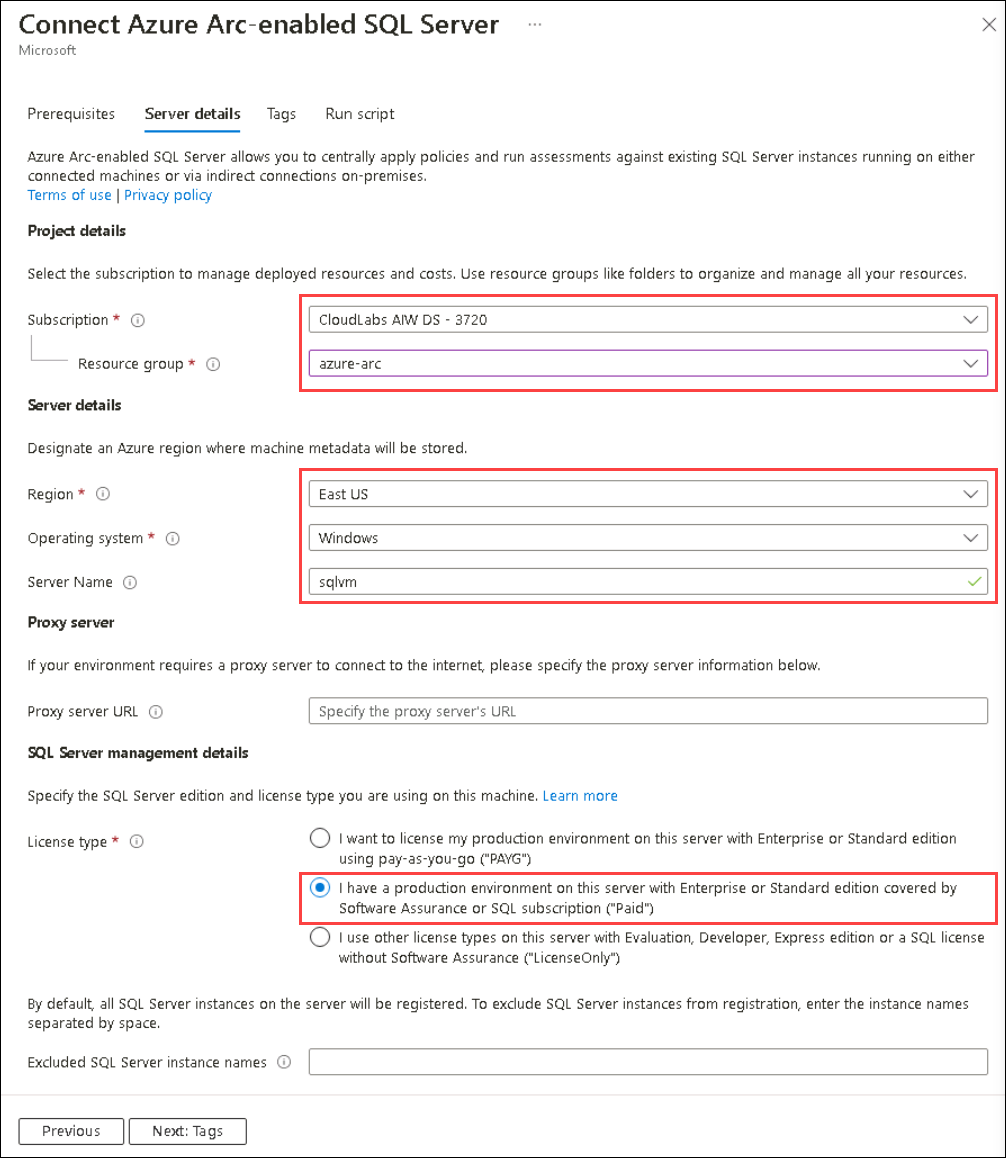 Connect Azure Arc-enabled SQL Server ...
Microsoft
Prerequisites Server details Tags Run script
Azure Arc-enabled SQL Server allows you to centrally apply policies and run assessments against existing SQL Server instances running on either
connected machines or via indirect connections on-premises.
Terms of use | Privacy policy
Project details
Select the subscription to manage deployed resources and costs. Use resource groups like folders to organize and manage all your resources.
Subscription * CloudLabs AIW DS - 3720
Resource group * azure-arc
Server details
Designate an Azure region where machine metadata will be stored.
Region * East US
Operating system * Windows
Server Name sqlvm
Proxy server
If your environment requires a proxy server to connect to the internet, please specify the proxy server information below.
Proxy server URL Specify the proxy server's URL
SQL Server management details
Specify the SQL Server edition and license type you are using on this machine. Learn more
License type * I want to license my production environment on this server with Enterprise or Standard edition
using pay-as-you-go ("PAYG")
I have a production environment on this server with Enterprise or Standard edition covered by
Software Assurance or SQL subscription ("Paid")
I use other license types on this server with Evaluation, Developer, Express edition or a SQL license
without Software Assurance ("LicenseOnly")
By default, all SQL Server instances on the server will be registered. To exclude SQL Server instances from registration, enter the instance names
separated by space.
Excluded SQL Server instance names
Previous Next: Tags